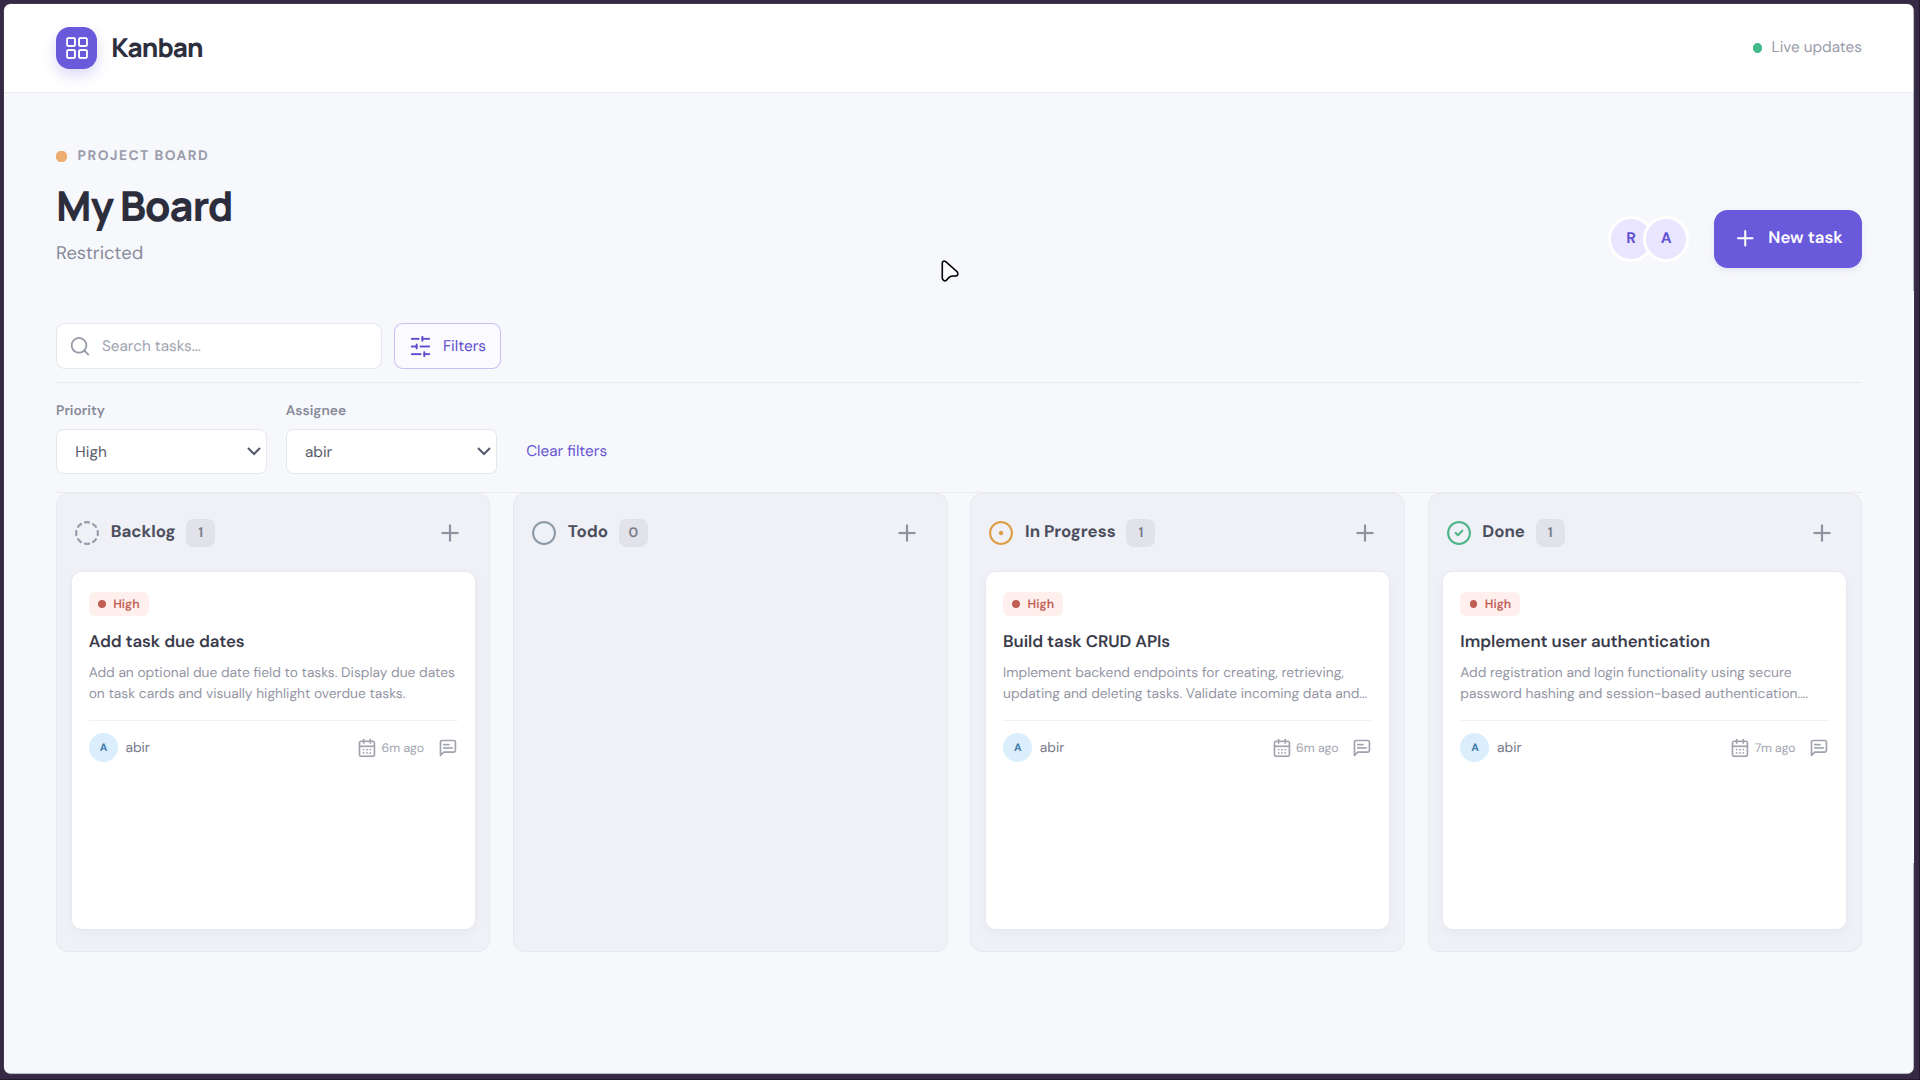 Kanban
Live updates
PROJECT BOARD
My Board
Restricted
R
A
New task
Search tasks...
Filters
Priority
Assignee
High
abir
Clear filters
Backlog
1
High
Add task due dates
Add an optional due date field to tasks. Display due dates
on task cards and visually highlight overdue tasks.
A
abir
6m ago
Todo
0
In Progress
1
High
Build task CRUD APIs
Implement backend endpoints for creating, retrieving,
updating and deleting tasks. Validate incoming data and...
A
abir
6m ago
Done
1
High
Implement user authentication
Add registration and login functionality using secure
password hashing and session-based authentication....
A
abir
7m ago